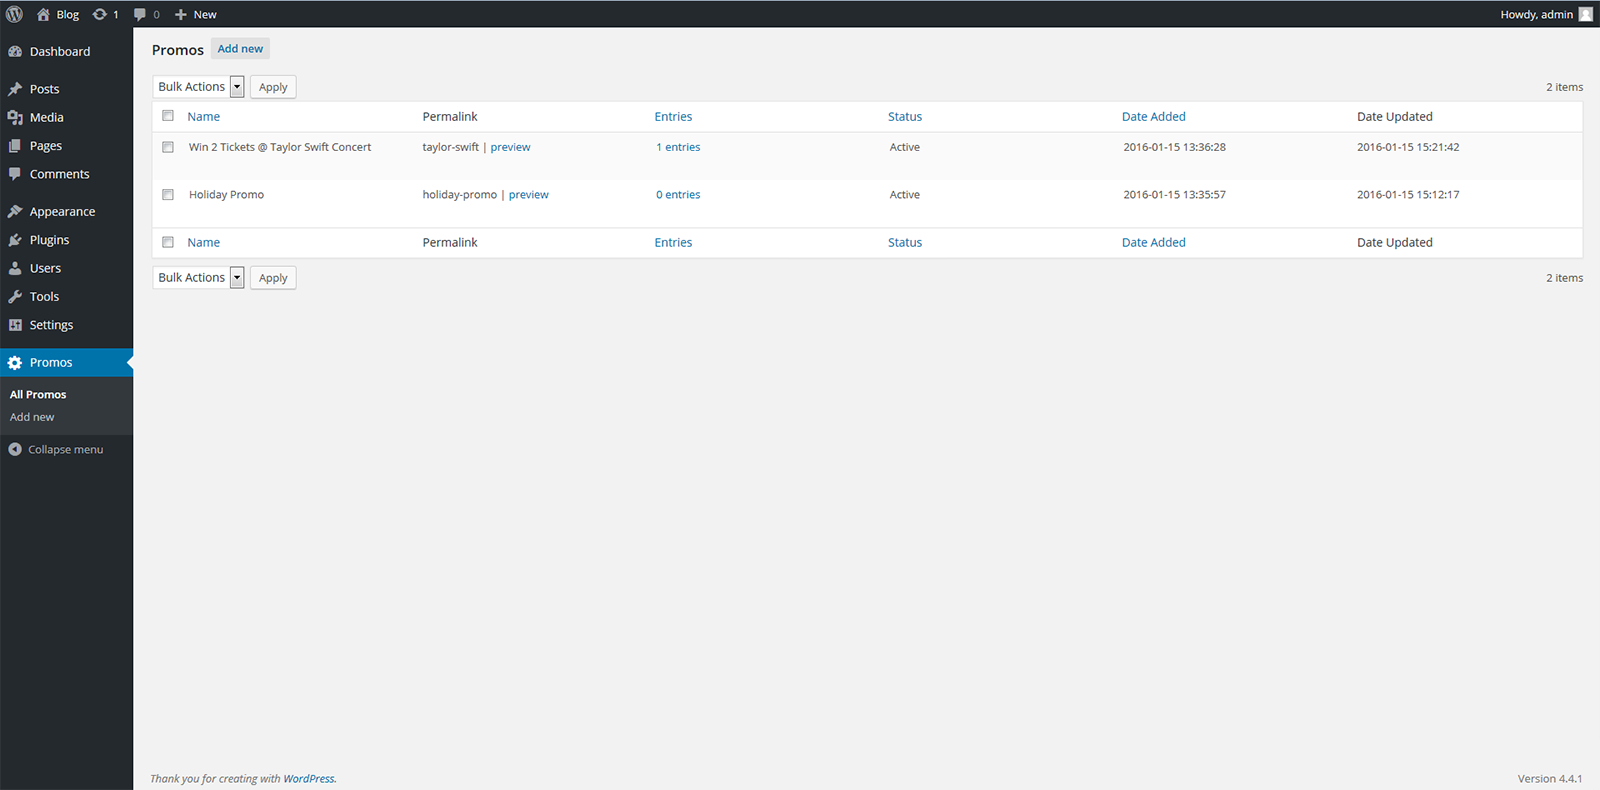 Blog 1 0 New Howdy, admin
Dashboard
Posts
Media
Pages
Comments
Appearance
Plugins
Users
Tools
Settings
Promos
All Promos
Add new
Collapse menu
Promos Add new
Bulk Actions Apply 2 items
Name Permalink Entries Status Date Added Date Updated
Win 2 Tickets @ Taylor Swift Concert taylor-swift | preview 1 entries Active 2016-01-15 13:36:28 2016-01-15 15:21:42
Holiday Promo holiday-promo | preview 0 entries Active 2016-01-15 13:35:57 2016-01-15 15:12:17
Name Permalink Entries Status Date Added Date Updated
Bulk Actions Apply 2 items
Thank you for creating with WordPress. Version 4.4.1